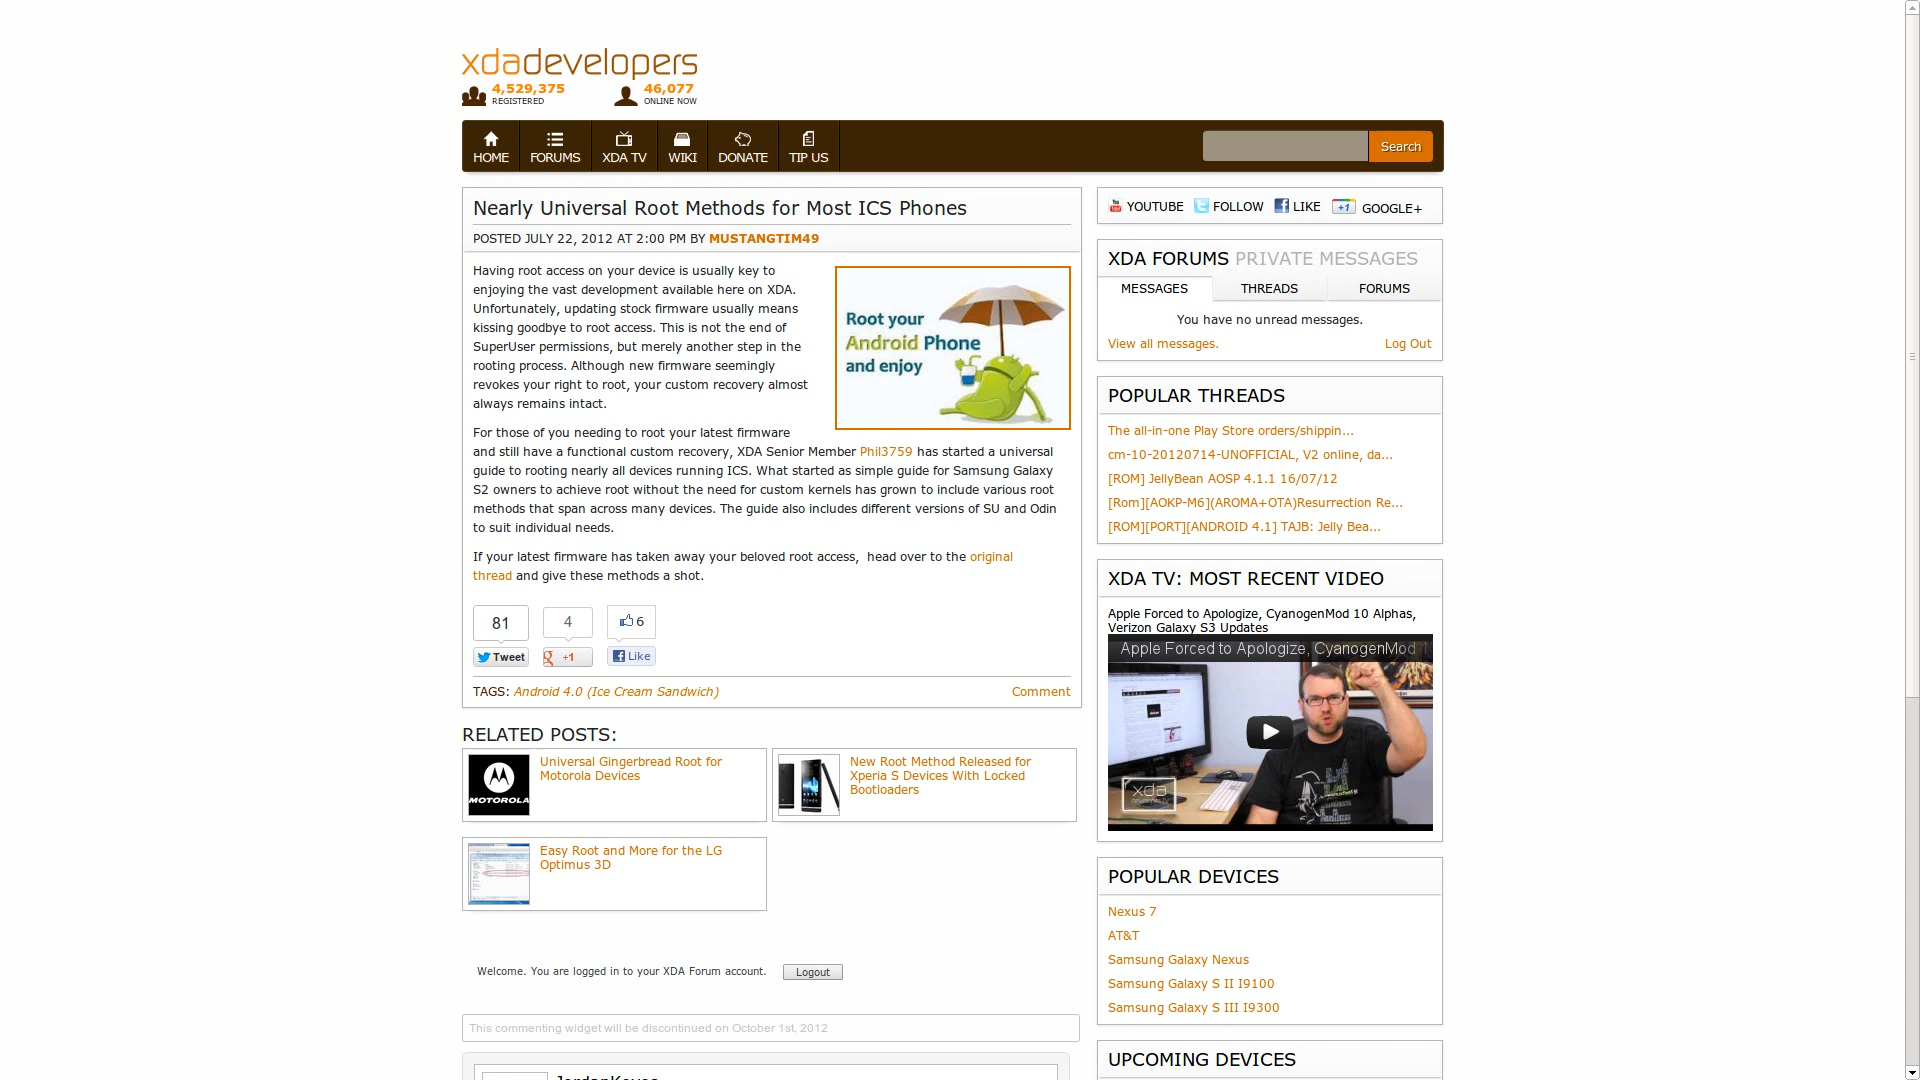 xdadevelopers
4,529,375
REGISTERED
46,077
ONLINE NOW
HOME
FORUMS
XDA TV
WIKI
DONATE
TIP US
Search
Nearly Universal Root Methods for Most ICS Phones
POSTED JULY 22, 2012 AT 2:00 PM BY MUSTANGTIM49
Having root access on your device is usually key to
enjoying the vast development available here on XDA.
Unfortunately, updating stock firmware usually means
kissing goodbye to root access. This is not the end of
SuperUser permissions, but merely another step in the
rooting process. Although new firmware seemingly
revokes your right to root, your custom recovery almost
always remains intact.
Root your
Android Phone
and enjoy
For those of you needing to root your latest firmware
and still have a functional custom recovery, XDA Senior Member Phil3759 has started a universal
guide to rooting nearly all devices running ICS. What started as simple guide for Samsung Galaxy
S2 owners to achieve root without the need for custom kernels has grown to include various root
methods that span across many devices. The guide also includes different versions of SU and Odin
to suit individual needs.
If your latest firmware has taken away your beloved root access,  head over to the original
thread and give these methods a shot.
81
4
6
Tweet
+1
Like
TAGS: Android 4.0 (Ice Cream Sandwich)
Comment
RELATED POSTS:
MOTOROLA
Universal Gingerbread Root for
Motorola Devices
New Root Method Released for
Xperia S Devices With Locked
Bootloaders
Easy Root and More for the LG
Optimus 3D
Welcome. You are logged in to your XDA Forum account.
Logout
This commenting widget will be discontinued on October 1st, 2012
YOUTUBE
FOLLOW
LIKE
+1
GOOGLE+
XDA FORUMS PRIVATE MESSAGES
MESSAGES
THREADS
FORUMS
You have no unread messages.
View all messages.
Log Out
POPULAR THREADS
The all-in-one Play Store orders/shippin...
cm-10-20120714-UNOFFICIAL, V2 online, da...
[ROM] JellyBean AOSP 4.1.1 16/07/12
[Rom][AOKP-M6](AROMA+OTA)Resurrection Re...
[ROM][PORT][ANDROID 4.1] TAJB: Jelly Bea...
XDA TV: MOST RECENT VIDEO
Apple Forced to Apologize, CyanogenMod 10 Alphas,
Verizon Galaxy S3 Updates
Apple Forced to Apologize, CyanogenMod 1
xda
POPULAR DEVICES
Nexus 7
AT&T
Samsung Galaxy Nexus
Samsung Galaxy S II I9100
Samsung Galaxy S III I9300
UPCOMING DEVICES